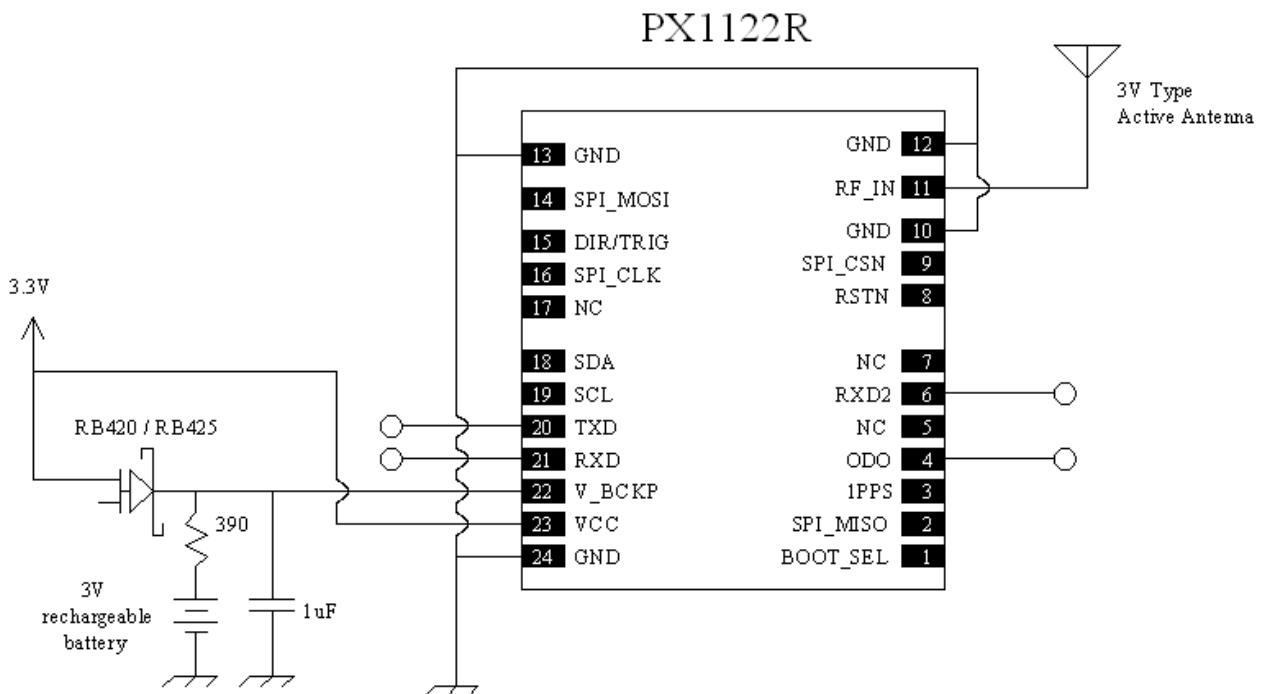 PX1122R
3V Type
Active Antenna
13 GND
14 SPI_MOSI
15 DIR/TRIG
16 SPI_CLK
17 NC
18 SDA
19 SCL
20 TXD
21 RXD
22 V_BCKP
23 VCC
24 GND
GND 12
RF_IN 11
GND 10
SPI_CSN 9
RSTN 8
NC 7
RXD2 6
NC 5
ODO 4
1PPS 3
SPI_MISO 2
BOOT_SEL 1
3.3V
RB420 / RB425
390
3V
rechargeable
battery
1uF